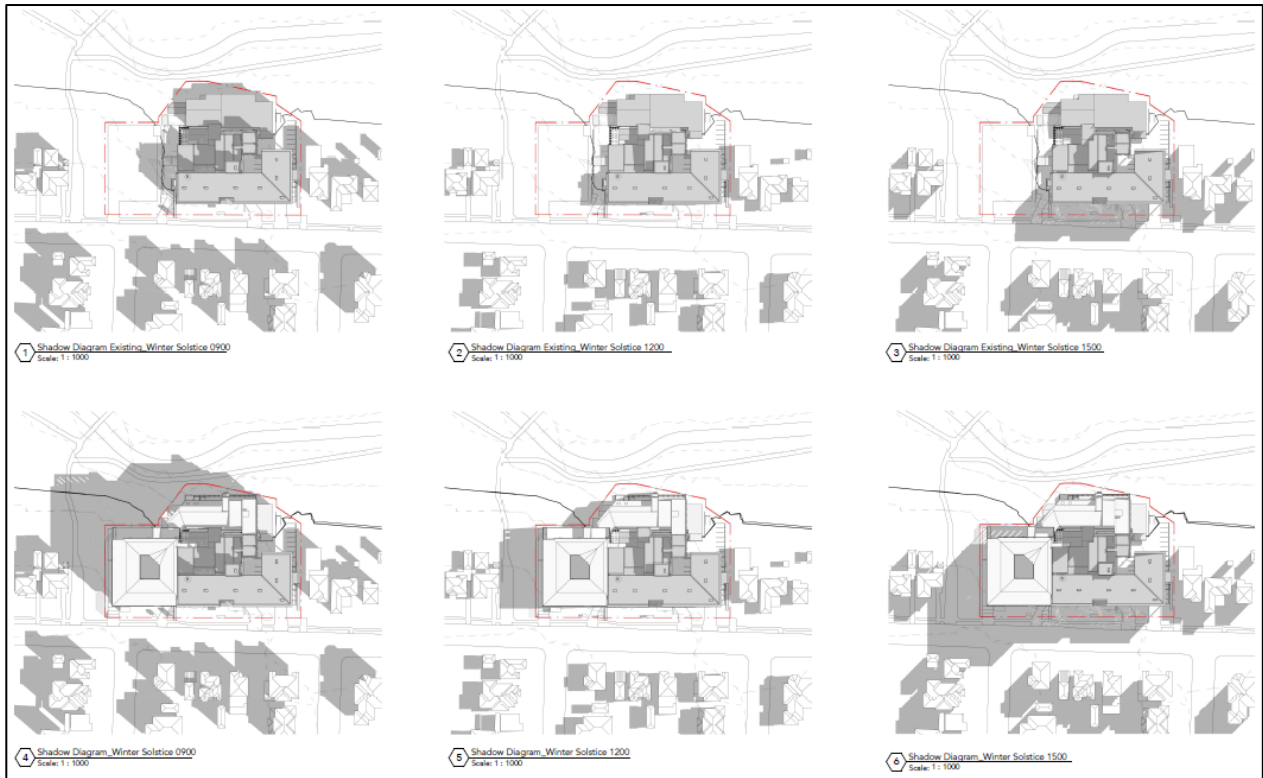 1 Shadow Diagram Existing_Winter Solstice 0900
Scale: 1 : 1000
2 Shadow Diagram Existing_Winter Solstice 1200
Scale: 1 : 1000
3 Shadow Diagram Existing_Winter Solstice 1500
Scale: 1 : 1000
4 Shadow Diagram_Winter Solstice 0900
Scale: 1 : 1000
5 Shadow Diagram_Winter Solstice 1200
Scale: 1 : 1000
6 Shadow Diagram_Winter Solstice 1500
Scale: 1 : 1000